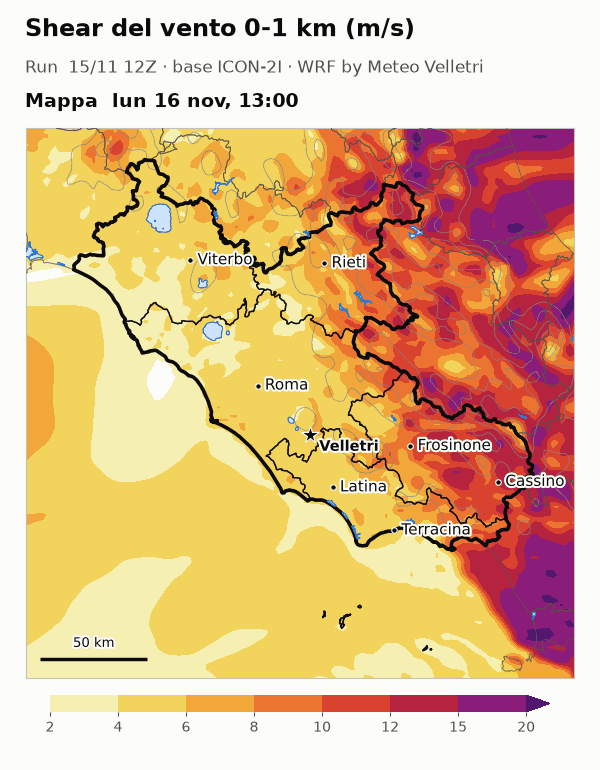 Shear del vento 0-1 km (m/s)
Run  15/11 12Z · base ICON-2I · WRF by Meteo Velletri
Mappa  lun 16 nov, 13:00
Viterbo
Rieti
Roma
Velletri
Frosinone
Latina
Cassino
Terracina
50 km
2 4 6 8 10 12 15 20